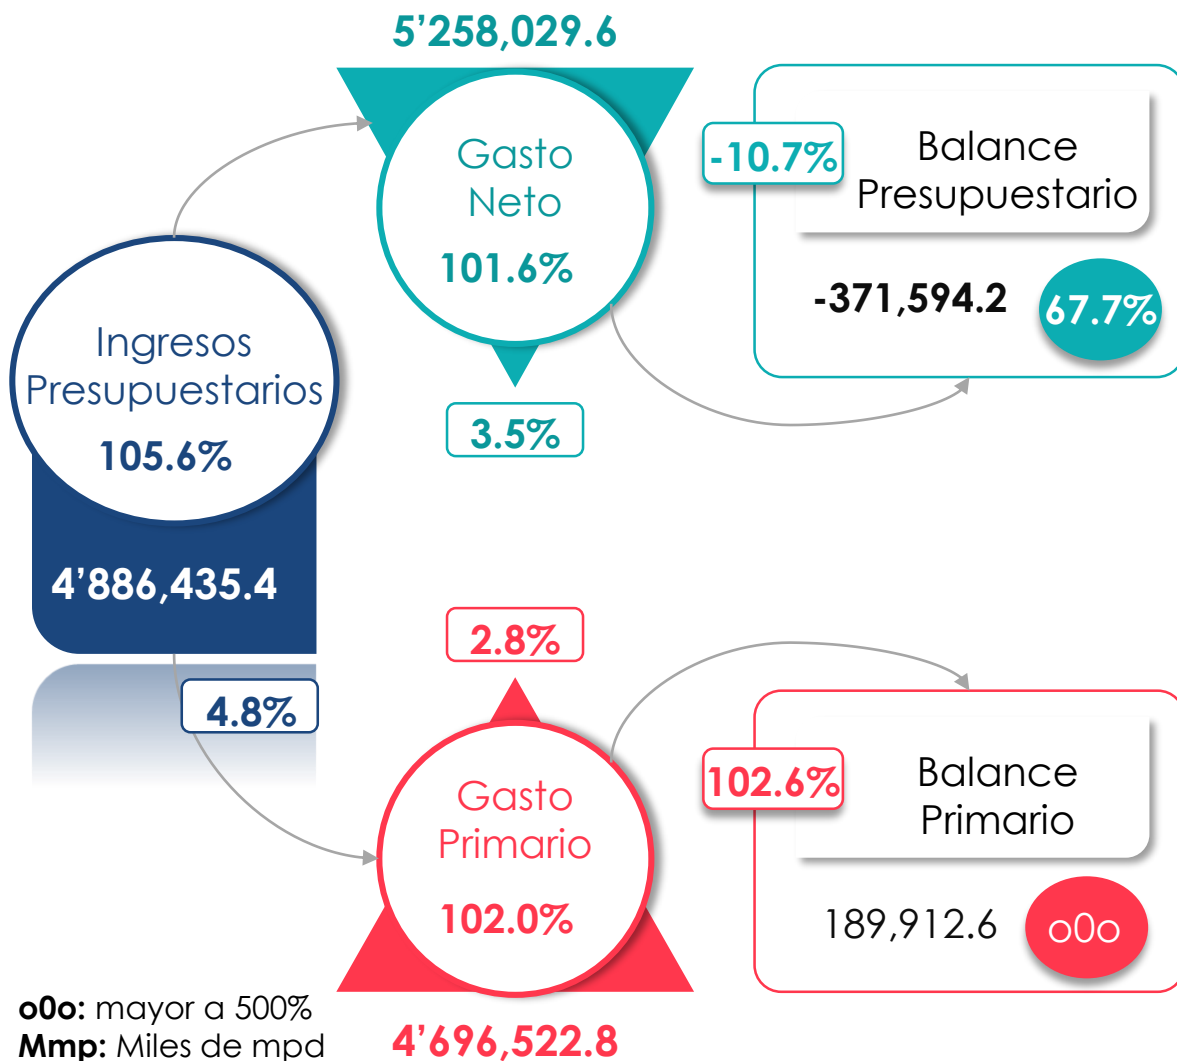 5’258,029.6
Gasto
Neto
101.6%
3.5%
-10.7%
Balance
Presupuestario
-371,594.2
67.7%
Ingresos
Presupuestarios
105.6%
4’886,435.4
4.8%
2.8%
Gasto
Primario
102.0%
4’696,522.8
102.6%
Balance
Primario
189,912.6
o0o
o0o: mayor a 500%
Mmp: Miles de mpd